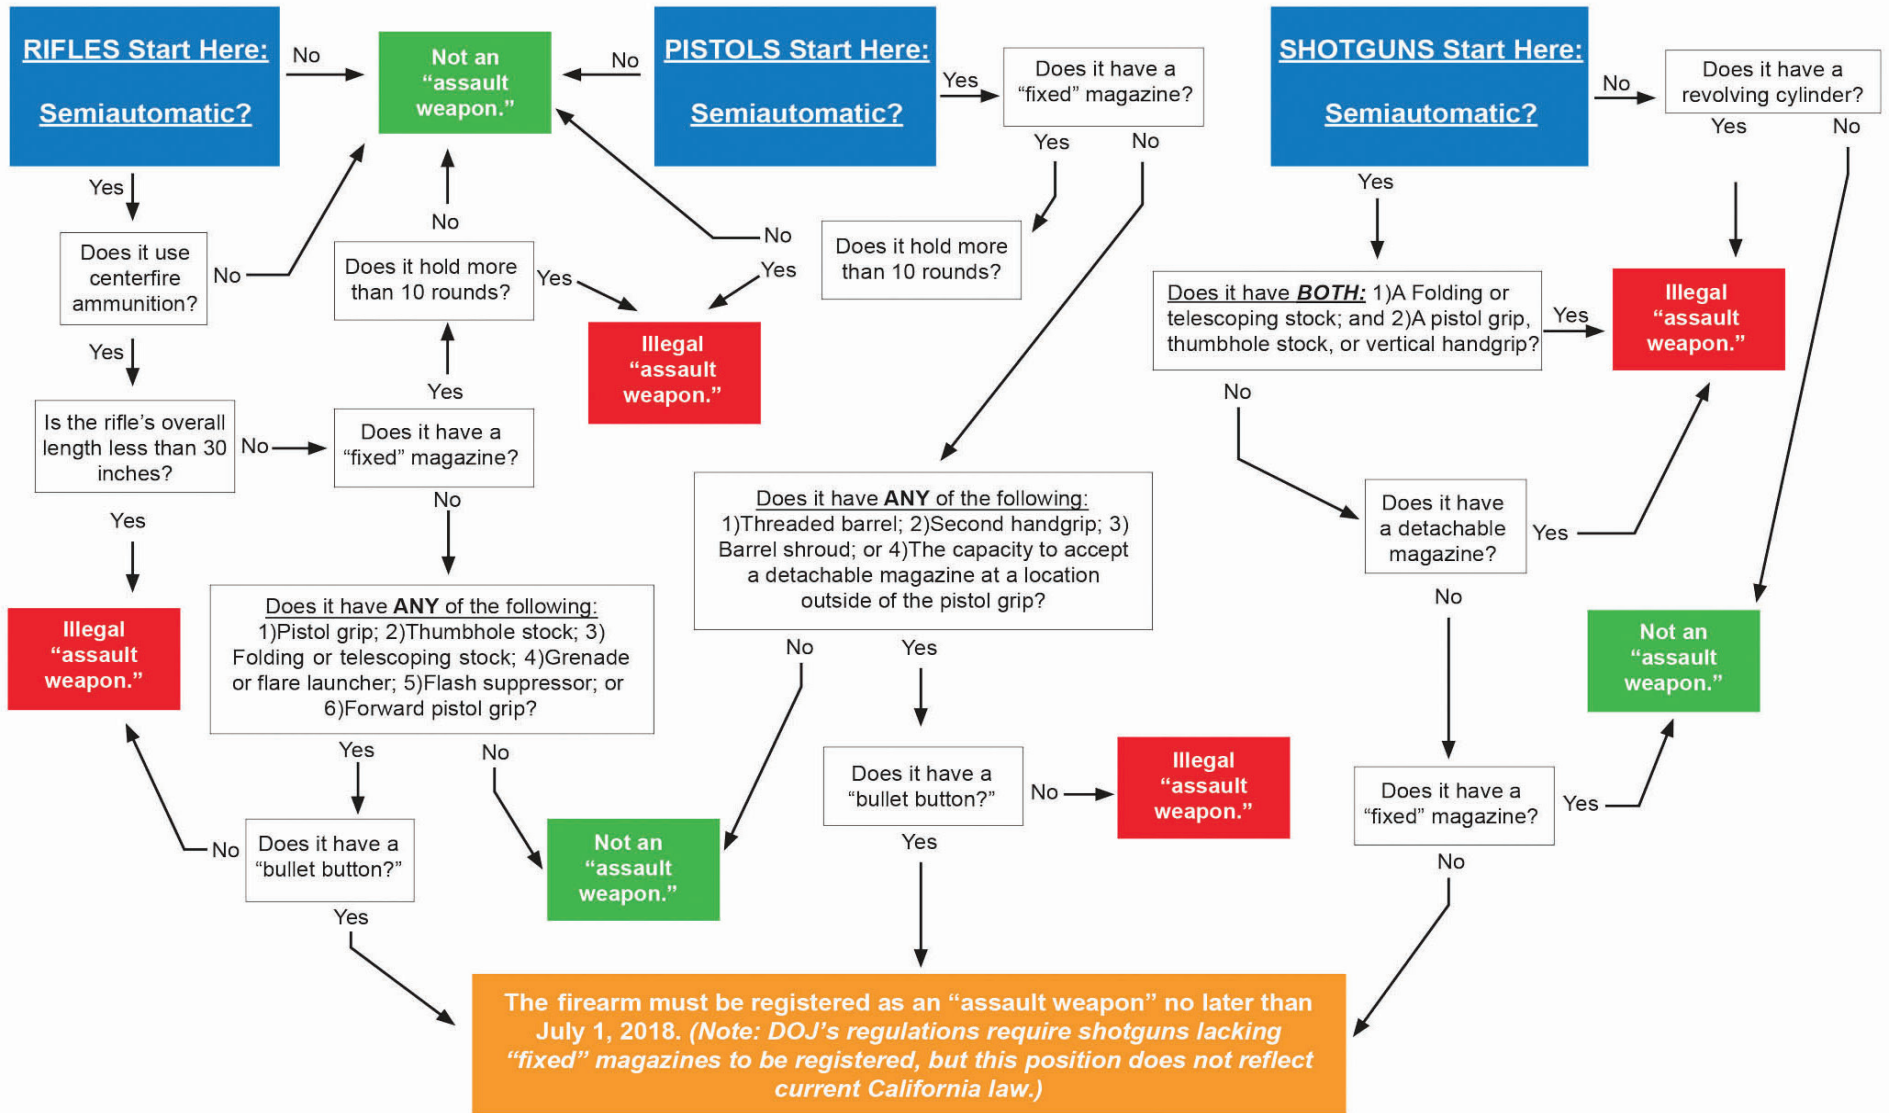 RIFLES Start Here:
Semiautomatic?
No
Not an
“assault
weapon.”
No
PISTOLS Start Here:
Semiautomatic?
Yes
Does it have a
“fixed” magazine?
SHOTGUNS Start Here:
Semiautomatic?
No
Does it have a
revolving cylinder?
Yes
No
Yes
No
Yes
Yes
Does it use
centerfire
ammunition?
No
No
Does it hold more
than 10 rounds?
Yes
No
Yes
Does it hold more
than 10 rounds?
Illegal
“assault
weapon.”
Does it have BOTH: 1)A Folding or
telescoping stock; and 2)A pistol grip,
thumbhole stock, or vertical handgrip?
Yes
Illegal
“assault
weapon.”
Yes
Yes
No
Is the rifle’s overall
length less than 30
inches?
No
Does it have a
“fixed” magazine?
No
Yes
Does it have ANY of the following:
1)Threaded barrel; 2)Second handgrip; 3)
Barrel shroud; or 4)The capacity to accept
a detachable magazine at a location
outside of the pistol grip?
Does it have
a detachable
magazine?
Yes
No
Illegal
“assault
weapon.”
Does it have ANY of the following:
1)Pistol grip; 2)Thumbhole stock; 3)
Folding or telescoping stock; 4)Grenade
or flare launcher; 5)Flash suppressor; or
6)Forward pistol grip?
No
Yes
Not an
“assault
weapon.”
Yes
No
Does it have a
“bullet button?”
No
Illegal
“assault
weapon.”
Does it have a
“fixed” magazine?
Yes
No
Does it have a
“bullet button?”
Not an
“assault
weapon.”
Yes
No
Yes
The firearm must be registered as an “assault weapon” no later than
July 1, 2018. (Note: DOJ’s regulations require shotguns lacking
“fixed” magazines to be registered, but this position does not reflect
current California law.)